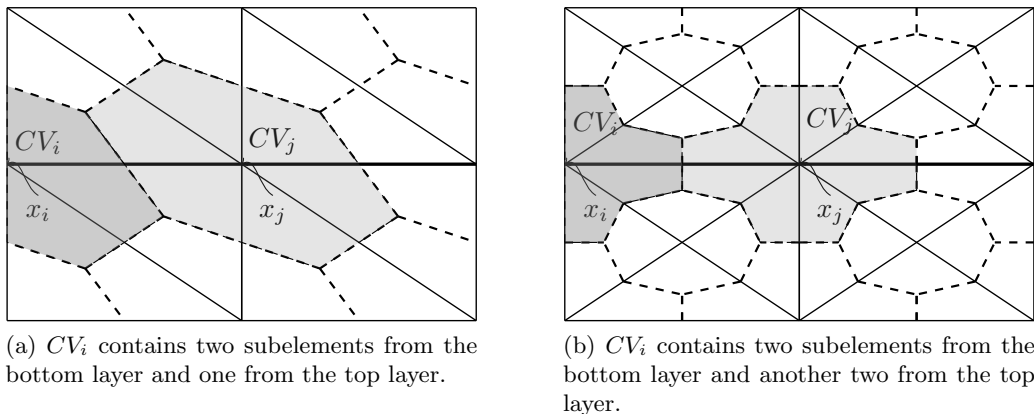 CV_i
CV_j
x_i
x_j
(a) CV_i contains two subelements from the
bottom layer and one from the top layer.
CV_i
CV_j
x_i
x_j
(b) CV_i contains two subelements from the
bottom layer and another two from the top
layer.